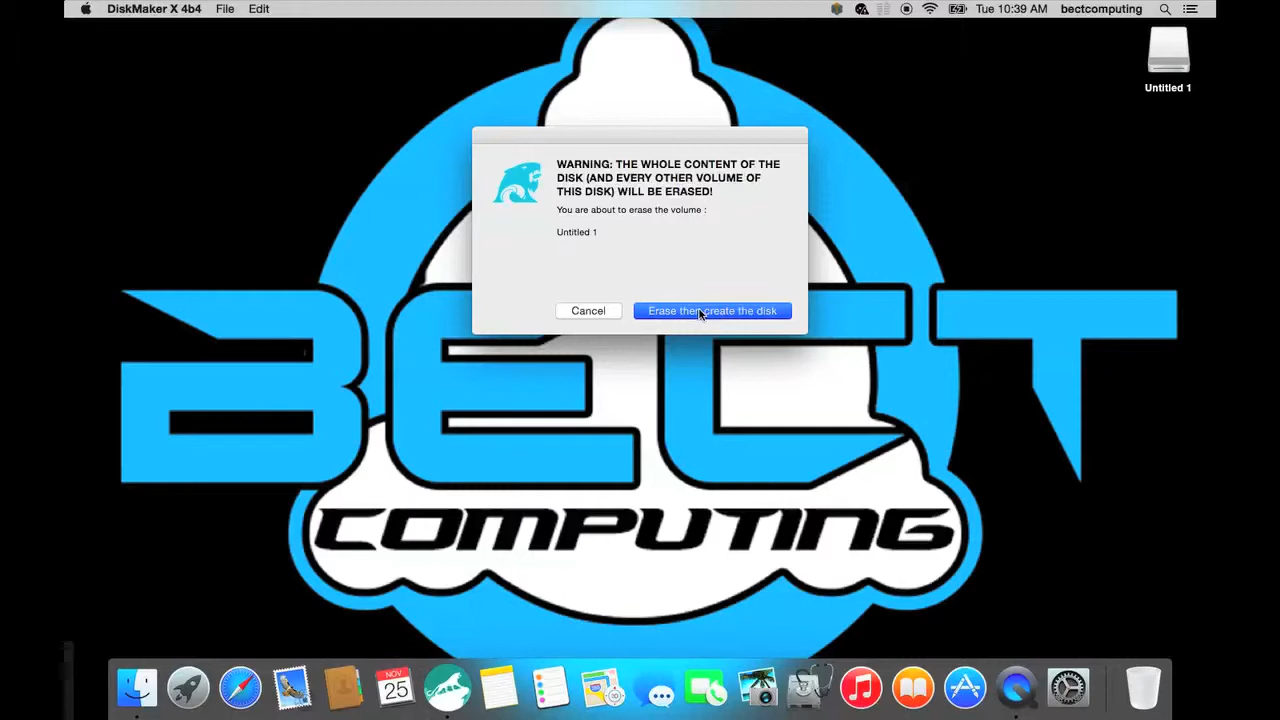 DiskMaker X 4b4 File Edit Tue 10:39 AM bectcomputing
Untitled 1
WARNING: THE WHOLE CONTENT OF THE
DISK (AND EVERY OTHER VOLUME OF
THIS DISK) WILL BE ERASED!
You are about to erase the volume :
Untitled 1
Cancel Erase then create the disk
BECT
COMPUTING
NOV
25